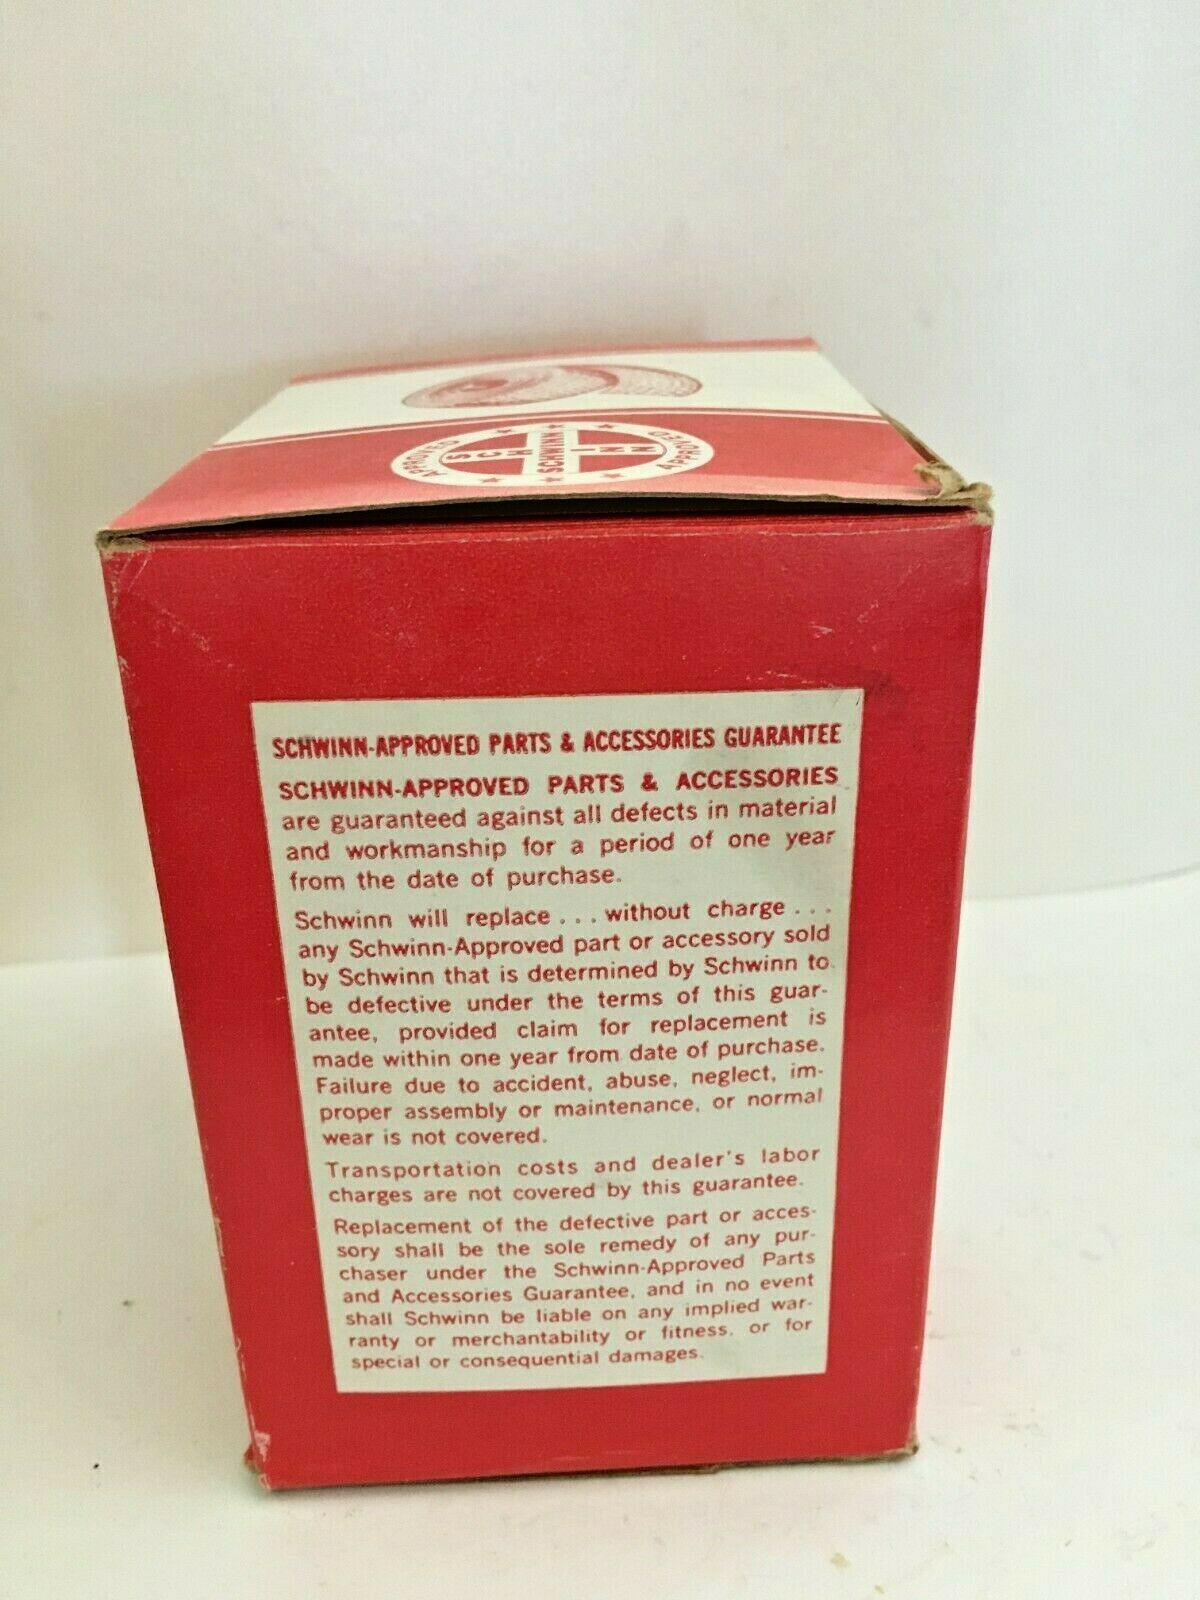 APPROVED
SCHWINN
SCHWINN
APPROVED
SCHWINN-APPROVED PARTS & ACCESSORIES GUARANTEE
SCHWINN-APPROVED PARTS & ACCESSORIES
are guaranteed against all defects in material
and workmanship for a period of one year
from the date of purchase.
Schwinn will replace . . . without charge . . .
any Schwinn-Approved part or accessory sold
by Schwinn that is determined by Schwinn to
be defective under the terms of this guar-
antee, provided claim for replacement is
made within one year from date of purchase.
Failure due to accident, abuse, neglect, im-
proper assembly or maintenance, or normal
wear is not covered.
Transportation costs and dealer's labor
charges are not covered by this guarantee.
Replacement of the defective part or acces-
sory shall be the sole remedy of any pur-
chaser under the Schwinn-Approved Parts
and Accessories Guarantee, and in no event
shall Schwinn be liable on any implied war-
ranty or merchantability or fitness, or for
special or consequential damages.